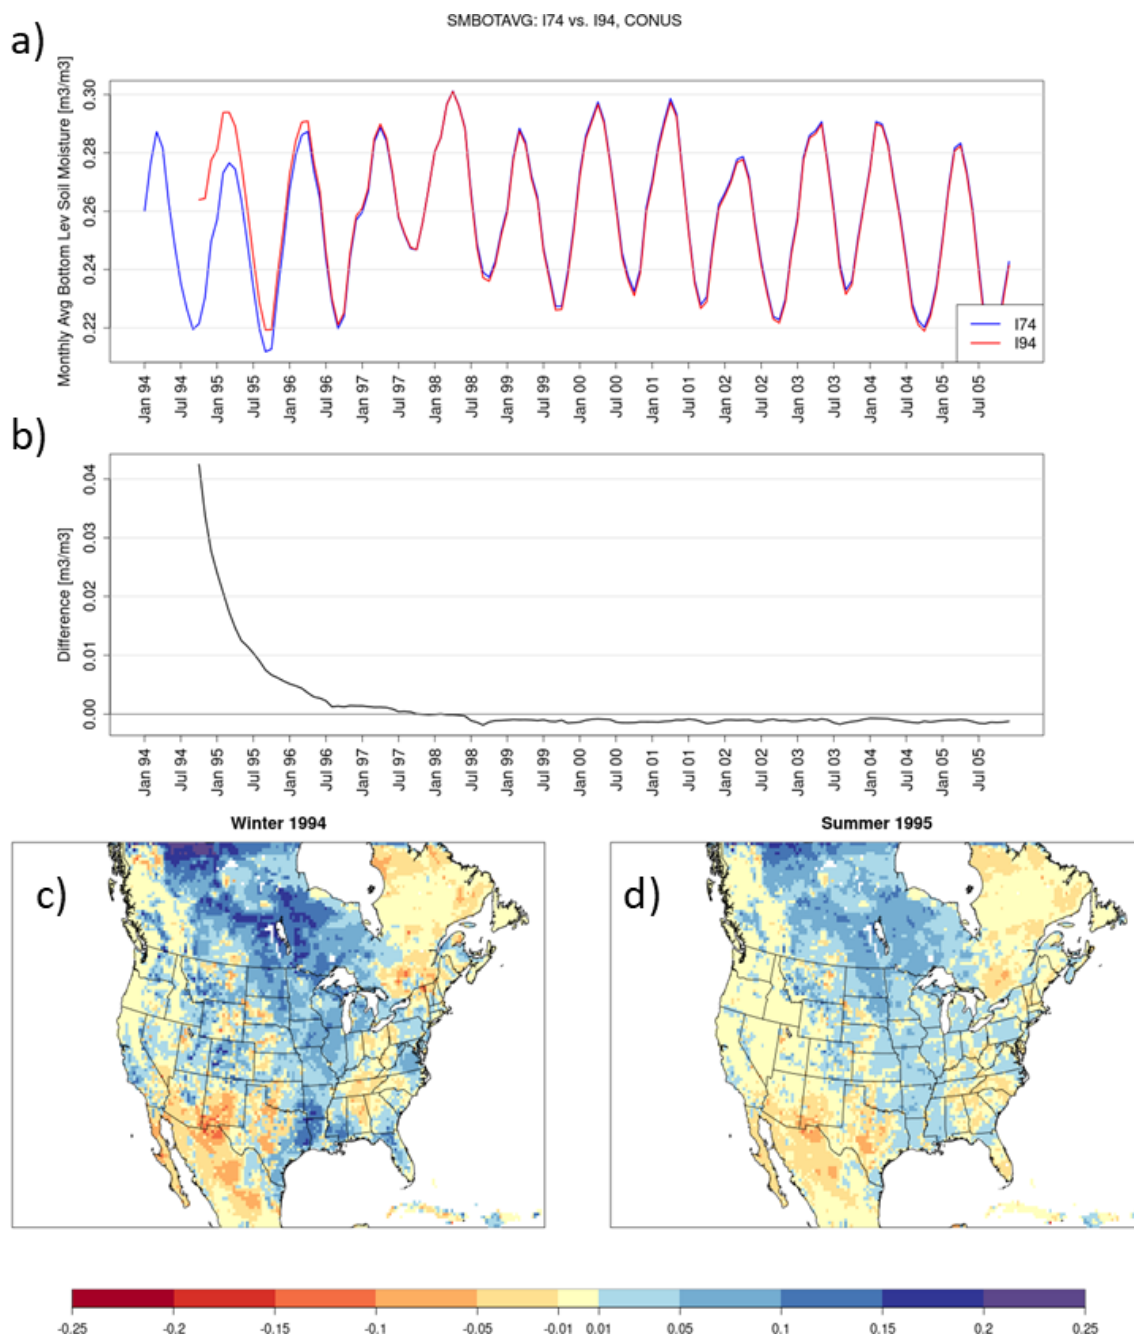 SMBOTAVG: I74 vs. I94, CONUS
a)
Monthly Avg Bottom Lev Soil Moisture [m3/m3]
0.30
0.28
0.26
0.24
0.22
I74
I94
Jan 94 Jul 94 Jan 95 Jul 95 Jan 96 Jul 96 Jan 97 Jul 97 Jan 98 Jul 98 Jan 99 Jul 99 Jan 00 Jul 00 Jan 01 Jul 01 Jan 02 Jul 02 Jan 03 Jul 03 Jan 04 Jul 04 Jan 05 Jul 05
b)
Difference [m3/m3]
0.04
0.03
0.02
0.01
0.00
Jan 94 Jul 94 Jan 95 Jul 95 Jan 96 Jul 96 Jan 97 Jul 97 Jan 98 Jul 98 Jan 99 Jul 99 Jan 00 Jul 00 Jan 01 Jul 01 Jan 02 Jul 02 Jan 03 Jul 03 Jan 04 Jul 04 Jan 05 Jul 05
Winter 1994
c)
Summer 1995
d)
-0.25 -0.2 -0.15 -0.1 -0.05 -0.01 0.01 0.05 0.1 0.15 0.2 0.25